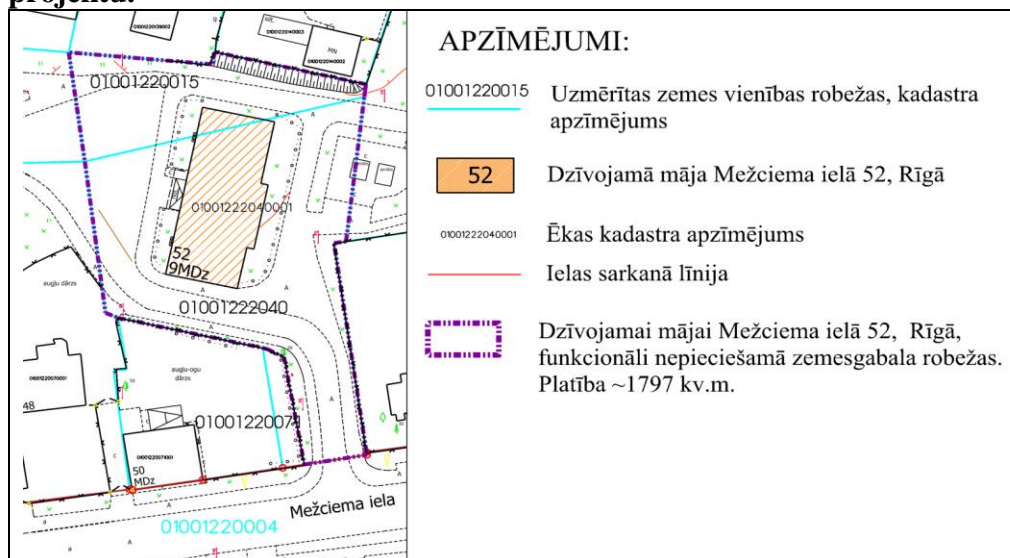 projektu.
APZĪMĒJUMI:
01001220015
Uzmērītas zemes vienības robežas, kadastra
apzīmējums
52
Dzīvojamā māja Mežciema ielā 52, Rīgā
01001222040001
Ēkas kadastra apzīmējums
Ielas sarkanā līnija
Dzīvojamai mājai Mežciema ielā 52, Rīgā,
funkcionāli nepieciešamā zemesgabala robežas.
Platība ~1797 kv.m.
01001220015
01001222040001
52
9MDz
01001222040
augļu dārzs
augļu-ogu
dārzs
48
01001220071
01001220071001
50
MDz
Mežciema iela
01001220004